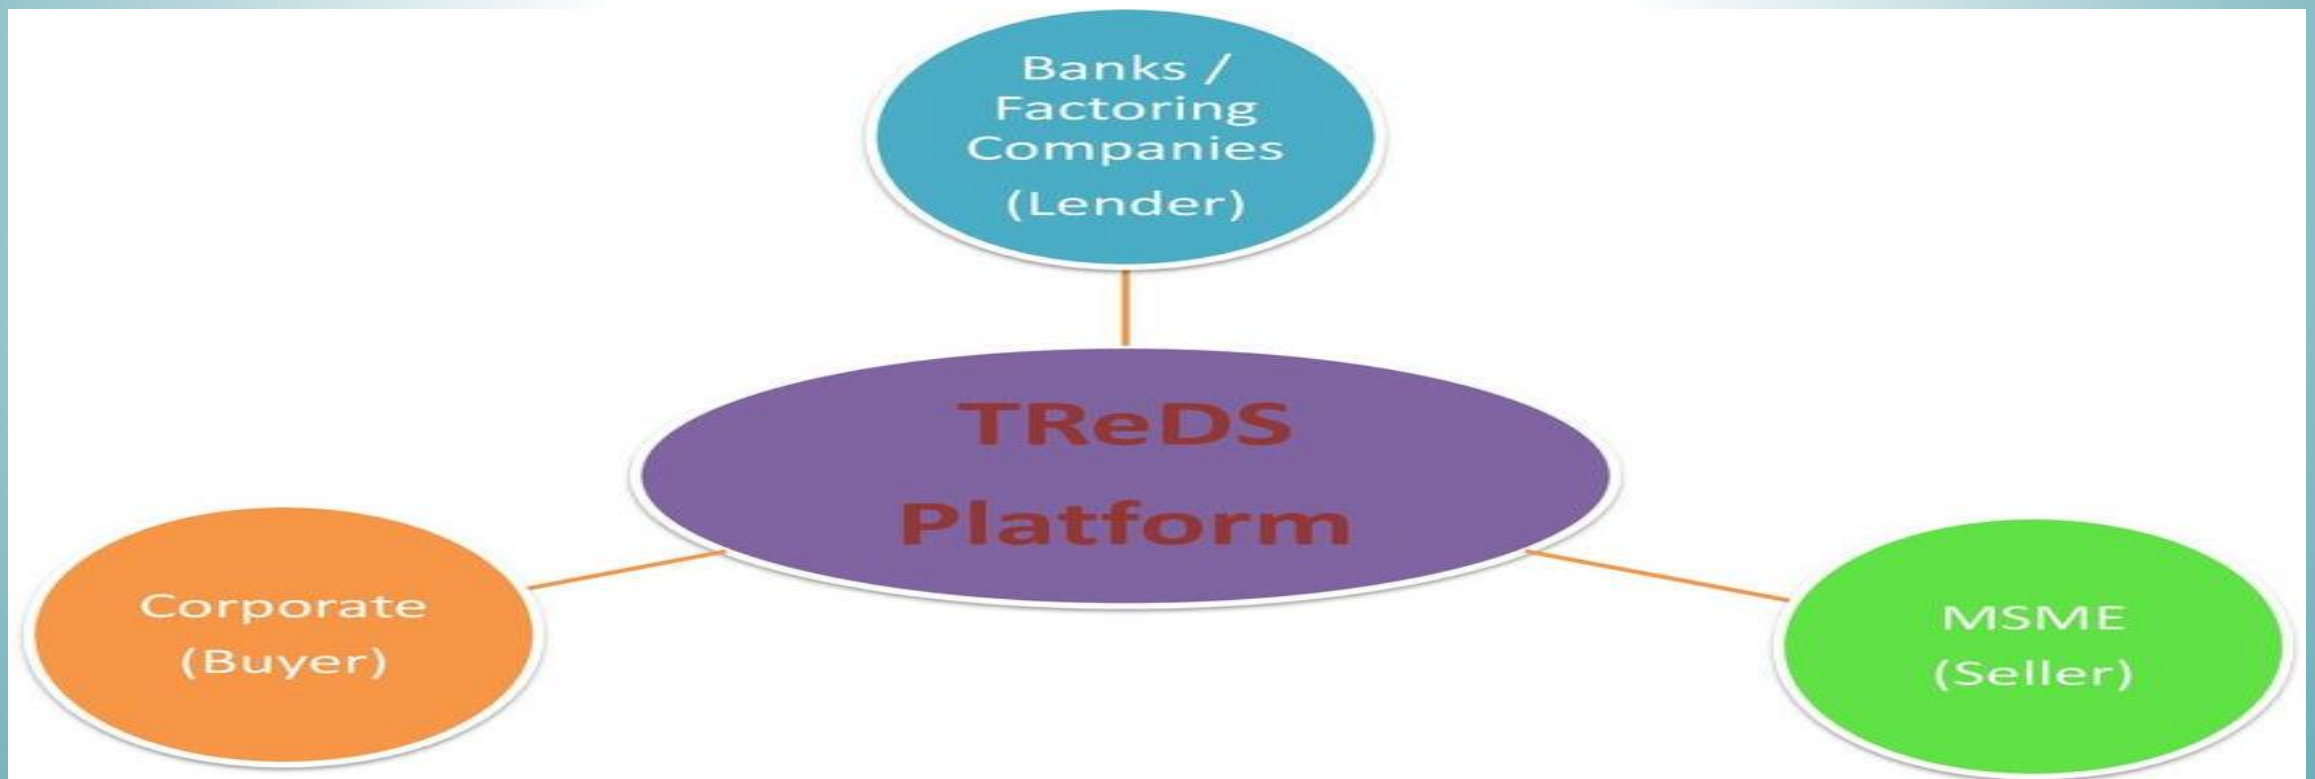 Banks /
Factoring
Companies
(Lender)
TReDS
Platform
Corporate
(Buyer)
MSME
(Seller)